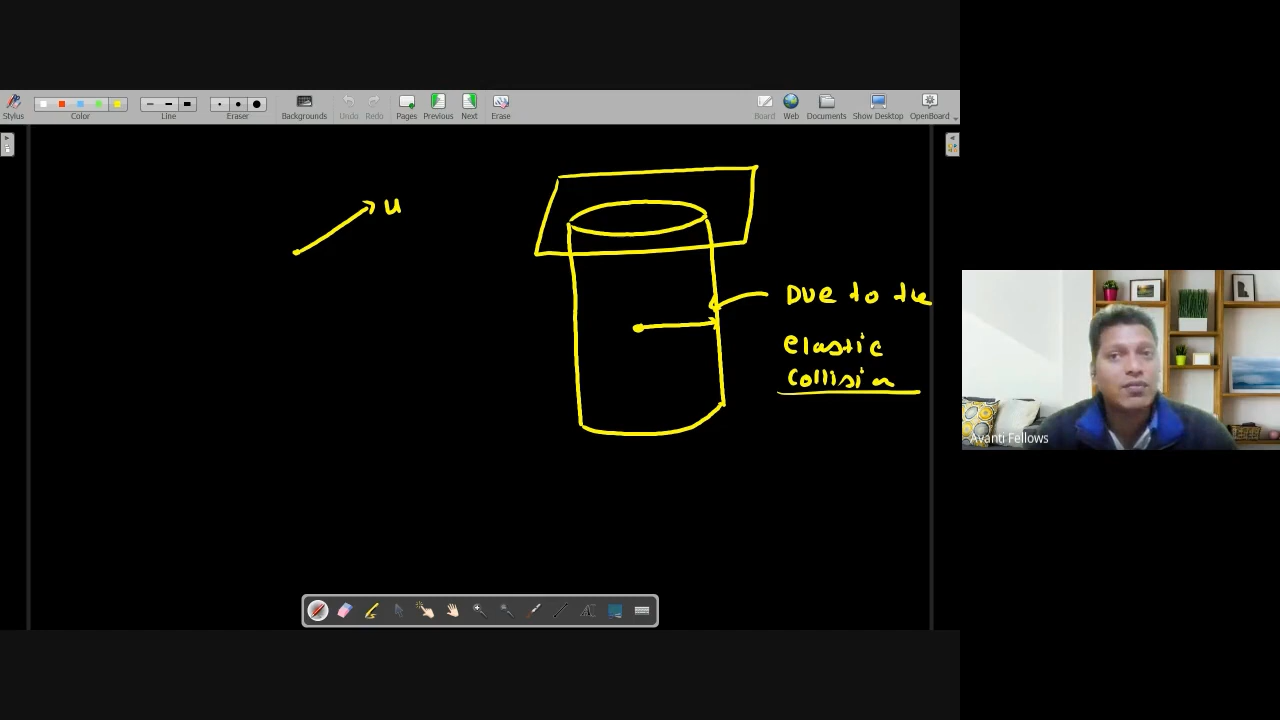 Stylus
Color
Line
Eraser
Backgrounds
Undo
Redo
Pages
Previous
Next
Erase
Board
Web
Documents
Show Desktop
OpenBoard
u
Due to the
elastic
collision
Avanti Fellows